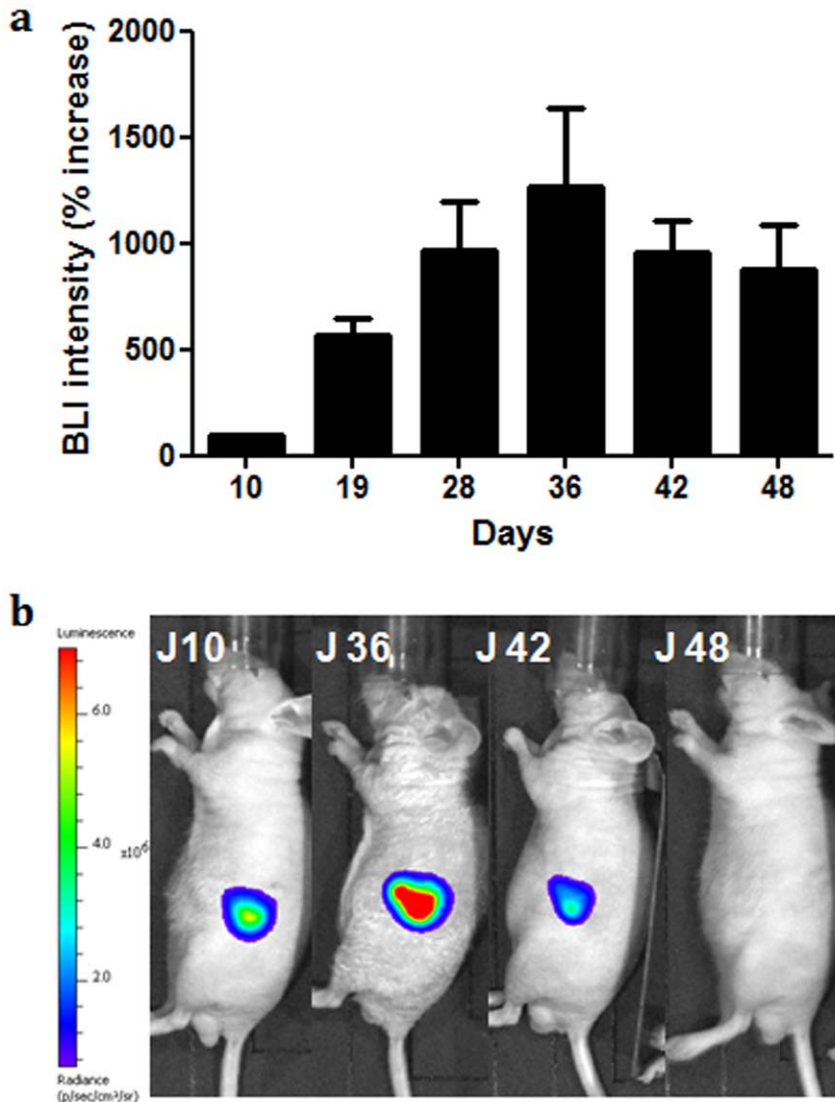 a
BLI intensity (% increase)
2000
1500
1000
500
0
10 19 28 36 42 48
Days
b
Luminescence
6.0
4.0
x10⁶
2.0
Radiance
(p/sec/cm²/sr)
J10 J 36 J 42 J 48